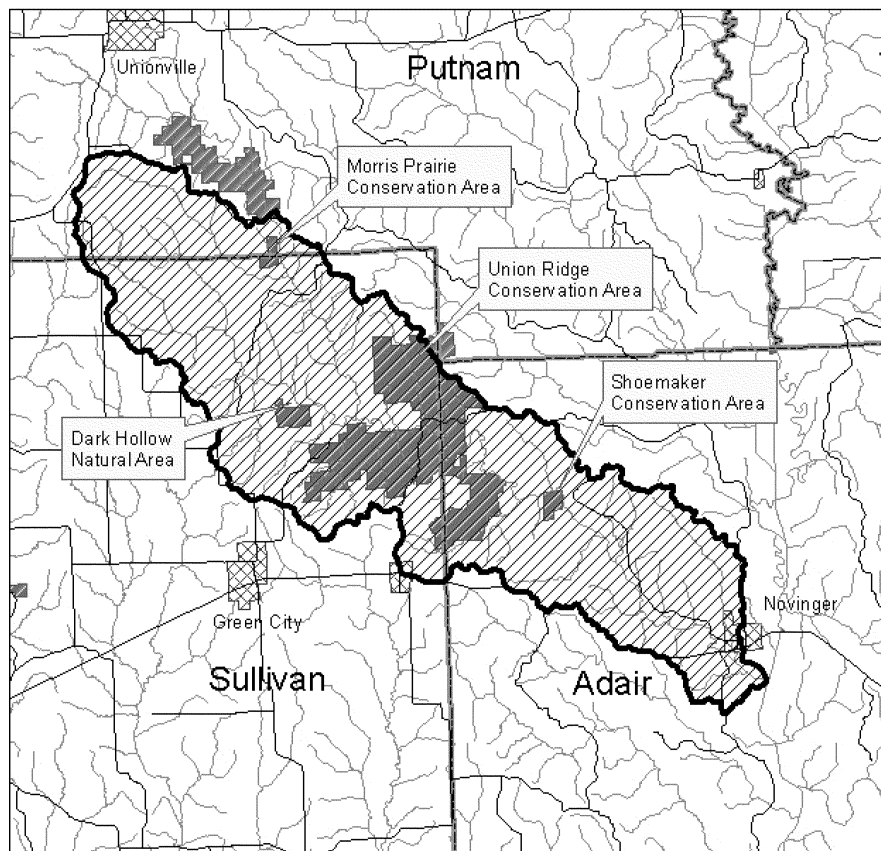 Unionville
Putnam
Morris Prairie
Conservation Area
Union Ridge
Conservation Area
Shoemaker
Conservation Area
Dark Hollow
Natural Area
Green City
Novinger
Sullivan
Adair